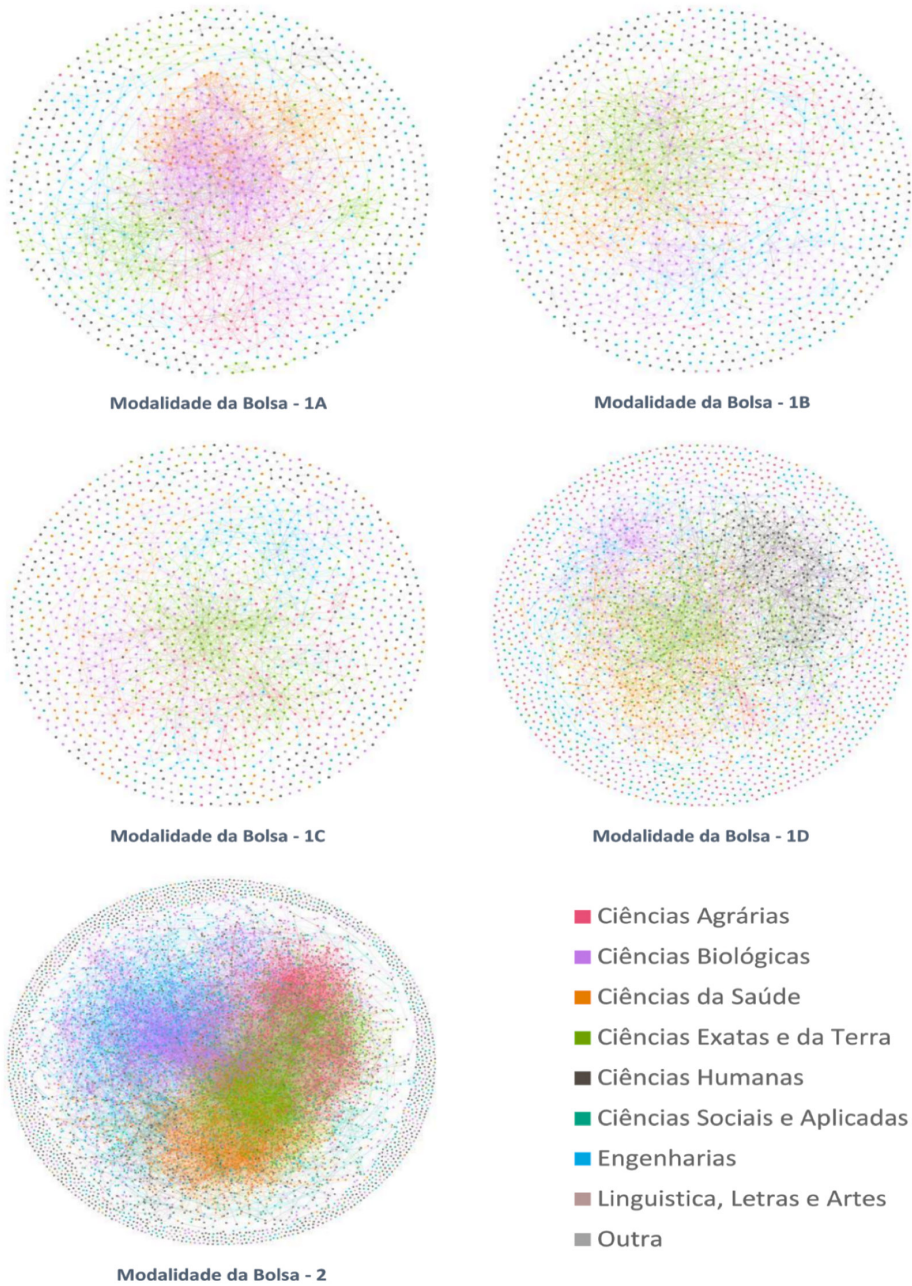 Modalidade da Bolsa - 1A
Modalidade da Bolsa - 1B
Modalidade da Bolsa - 1C
Modalidade da Bolsa - 1D
Modalidade da Bolsa - 2
Ciências Agrárias
Ciências Biológicas
Ciências da Saúde
Ciências Exatas e da Terra
Ciências Humanas
Ciências Sociais e Aplicadas
Engenharias
Linguistica, Letras e Artes
Outra